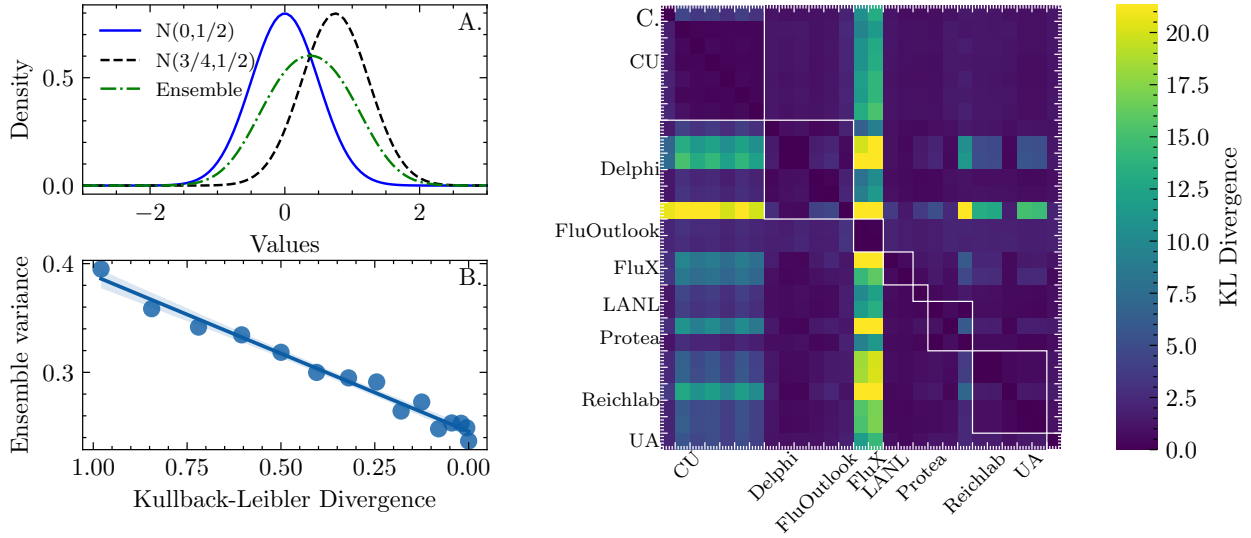 A.
N(0,1/2)
N(3/4,1/2)
Ensemble
Density
0.5
0.0
−2
0
2
Values
B.
Ensemble variance
0.4
0.3
1.00
0.75
0.50
0.25
0.00
Kullback-Leibler Divergence
C.
CU
Delphi
FluOutlook
FluX
LANL
Protea
Reichlab
UA
CU
Delphi
FluOutlook
FluX
LANL
Protea
Reichlab
UA
20.0
17.5
15.0
12.5
10.0
7.5
5.0
2.5
0.0
KL Divergence